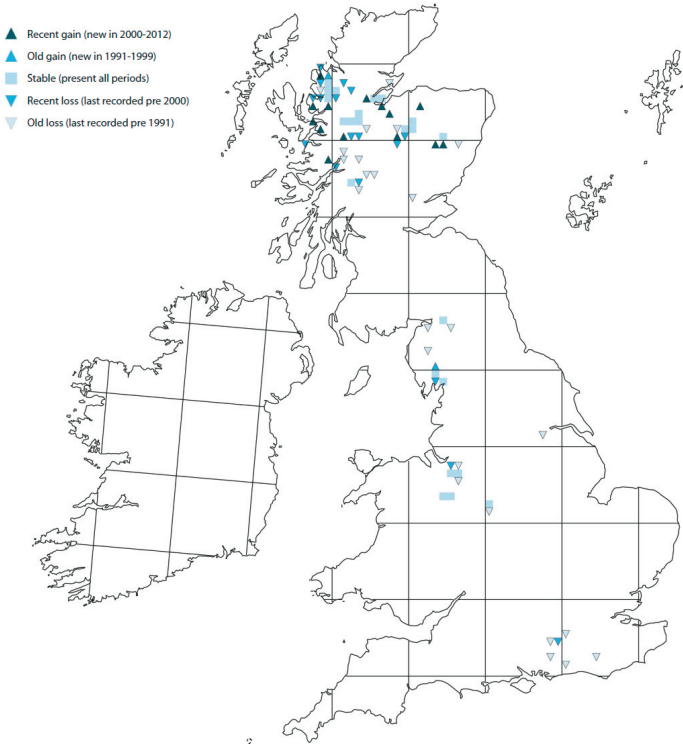 Recent gain (new in 2000-2012)
Old gain (new in 1991-1999)
Stable (present all periods)
Recent loss (last recorded pre 2000)
Old loss (last recorded pre 1991)